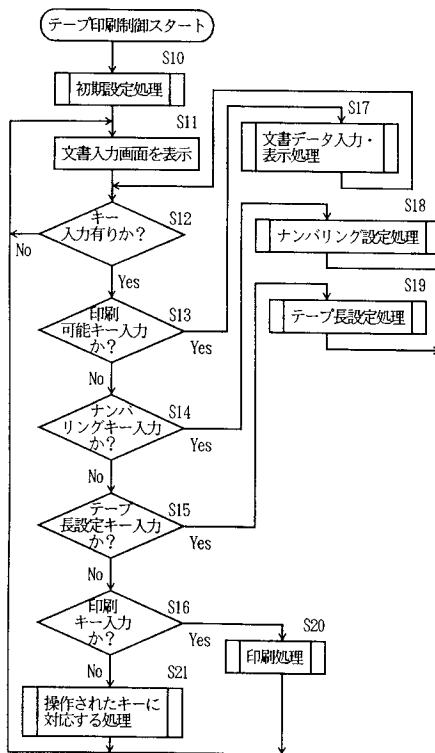 テープ印刷制御スタート
S10
初期設定処理
S11
文書入力画面を表示
S12
キー
入力有りか?
No
Yes
S13
印刷
可能キー入力
か?
Yes
No
S14
ナンバ
リングキー入力
か?
Yes
No
S15
テープ
長設定キー入力
か?
Yes
No
S16
印刷
キー入力
か?
Yes
No
S21
操作されたキーに
対応する処理
S17
文書データ入力・
表示処理
S18
ナンバリング設定処理
S19
テープ長設定処理
S20
印刷処理